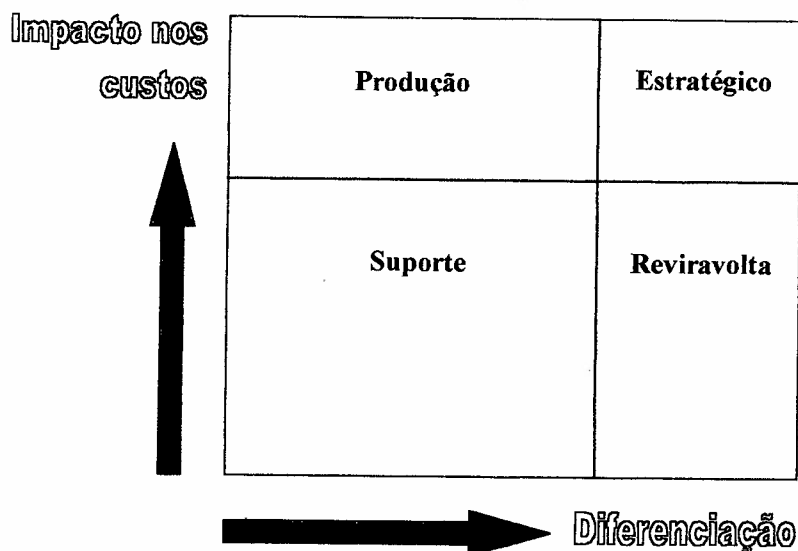 Impacto nos
custos
Produção
Estratégico
Suporte
Reviravolta
Diferenciação